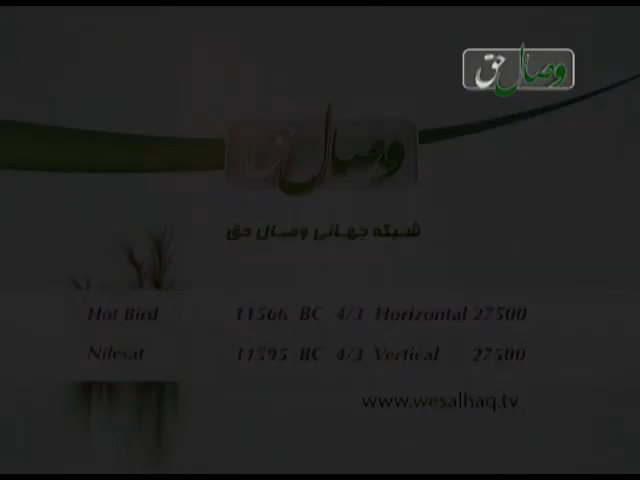 وصال حق
وصال حق
شبکه جهانی وصال حق
Hot Bird 11566 BC 4/3 Horizontal 27500
Nilesat 11595 BC 4/3 Vertical 27500
www.wesalhaq.tv